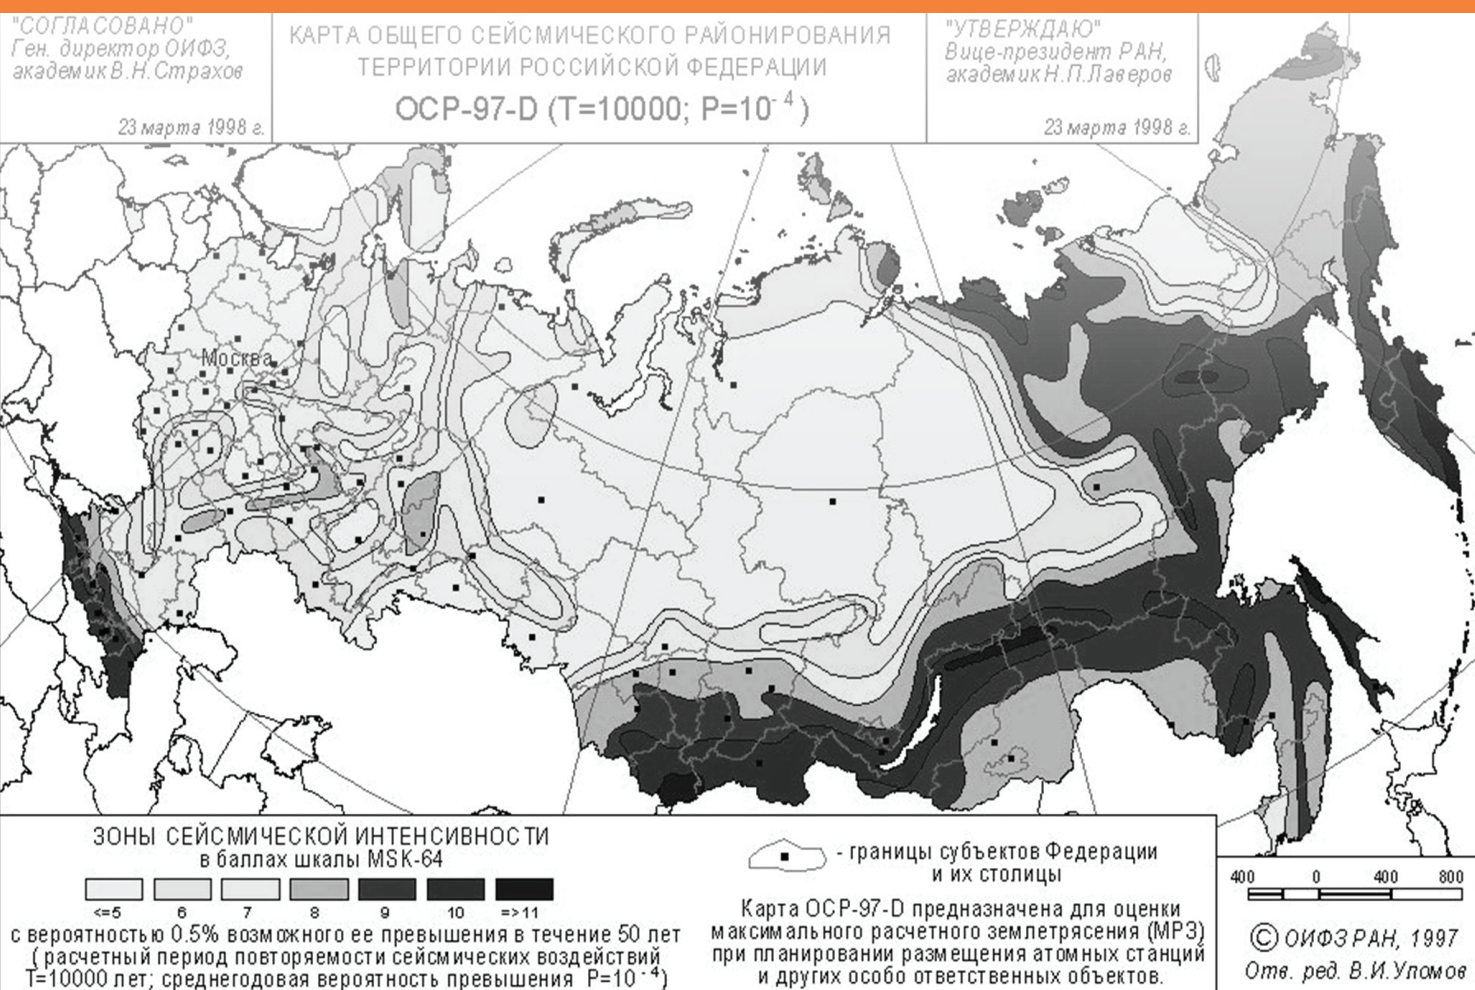 "СОГЛАСОВАНО"
Ген. директор ОИФЗ,
академик В.Н.Страхов
23 марта 1998 г.
КАРТА ОБЩЕГО СЕЙСМИЧЕСКОГО РАЙОНИРОВАНИЯ
ТЕРРИТОРИИ РОССИЙСКОЙ ФЕДЕРАЦИИ
ОСР-97-D (T=10000; P=10⁻⁴)
"УТВЕРЖДАЮ"
Вице-президент РАН,
академик Н.П.Лаверов
23 марта 1998 г.
Москва
ЗОНЫ СЕЙСМИЧЕСКОЙ ИНТЕНСИВНОСТИ
в баллах шкалы MSK-64
<=5 6 7 8 9 10 =>11
с вероятностью 0.5% возможного ее превышения в течение 50 лет
( расчетный период повторяемости сейсмических воздействий
T=10000 лет; среднегодовая вероятность превышения P=10⁻⁴)
- границы субъектов Федерации
и их столицы
Карта ОСР-97-D предназначена для оценки
максимального расчетного землетрясения (МРЗ)
при планировании размещения атомных станций
и других особо ответственных объектов.
400 0 400 800
© ОИФЗ РАН, 1997
Отв. ред. В.И.Уломов